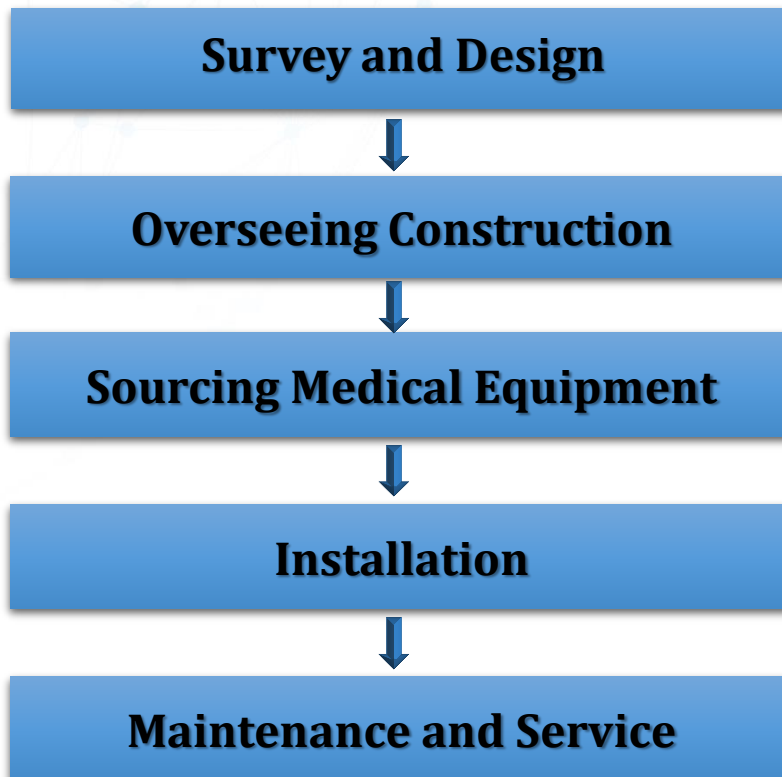 Survey and Design
Overseeing Construction
Sourcing Medical Equipment
Installation
Maintenance and Service